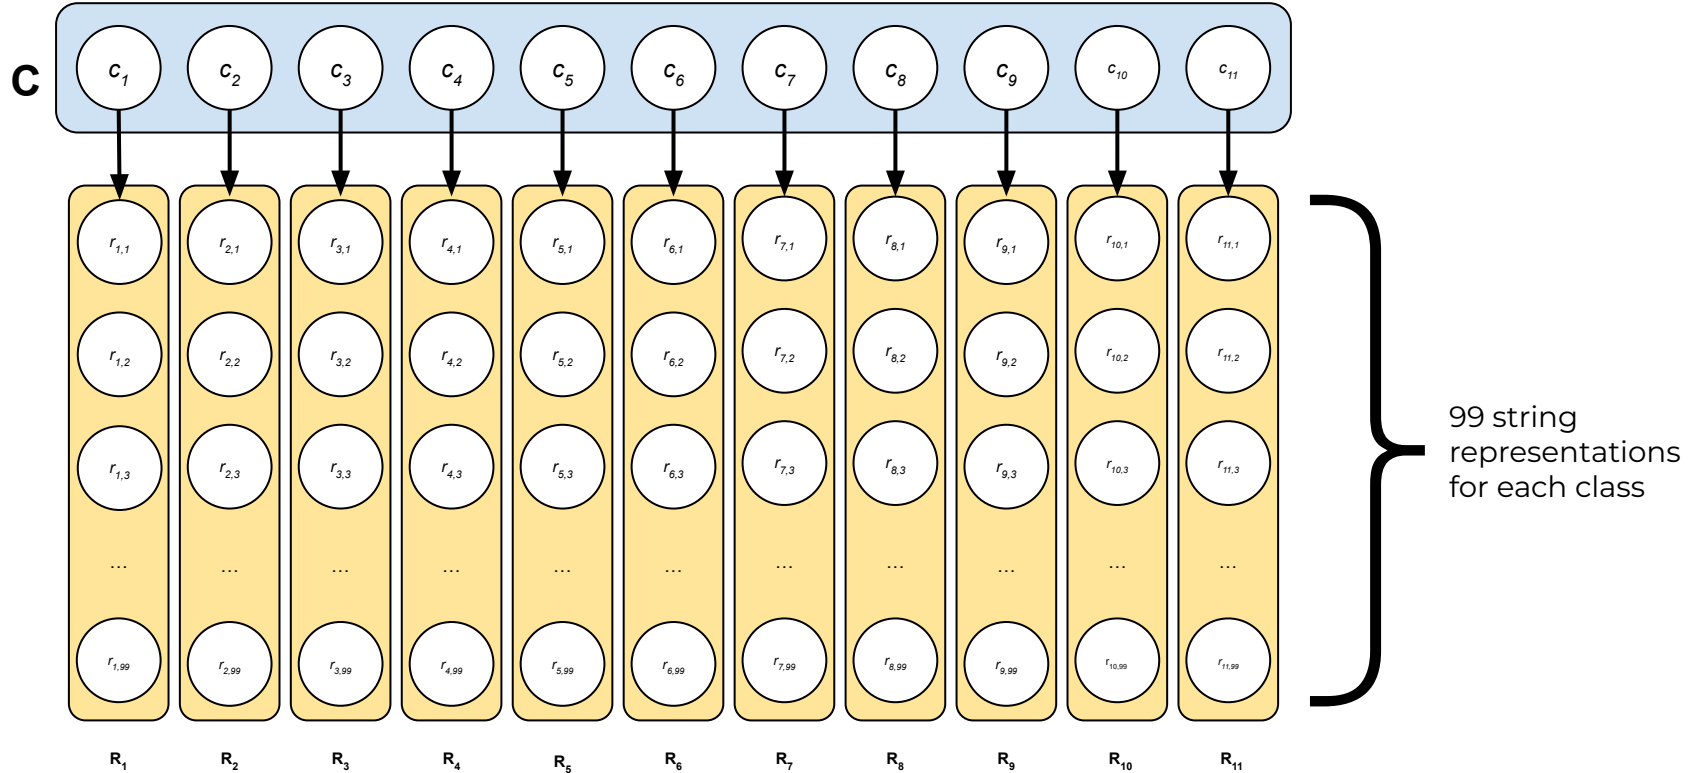 C
c1 c2 c3 c4 c5 c6 c7 c8 c9 c10 c11
r1,1 r2,1 r3,1 r4,1 r5,1 r6,1 r7,1 r8,1 r9,1 r10,1 r11,1
r1,2 r2,2 r3,2 r4,2 r5,2 r6,2 r7,2 r8,2 r9,2 r10,2 r11,2
r1,3 r2,3 r3,3 r4,3 r5,3 r6,3 r7,3 r8,3 r9,3 r10,3 r11,3
... ... ... ... ... ... ... ... ... ... ...
r1,99 r2,99 r3,99 r4,99 r5,99 r6,99 r7,99 r8,99 r9,99 r10,99 r11,99
R1 R2 R3 R4 R5 R6 R7 R8 R9 R10 R11
99 string
representations
for each class